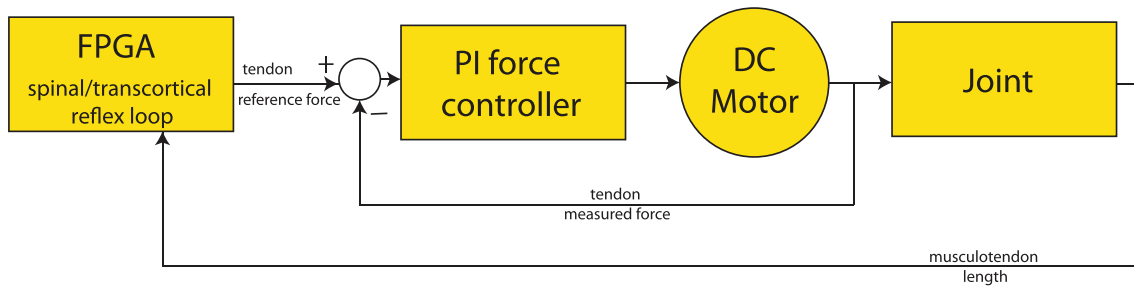 FPGA
spinal/transcortical
reflex loop
tendon
reference force
+
−
PI force
controller
DC
Motor
Joint
tendon
measured force
musculotendon
length